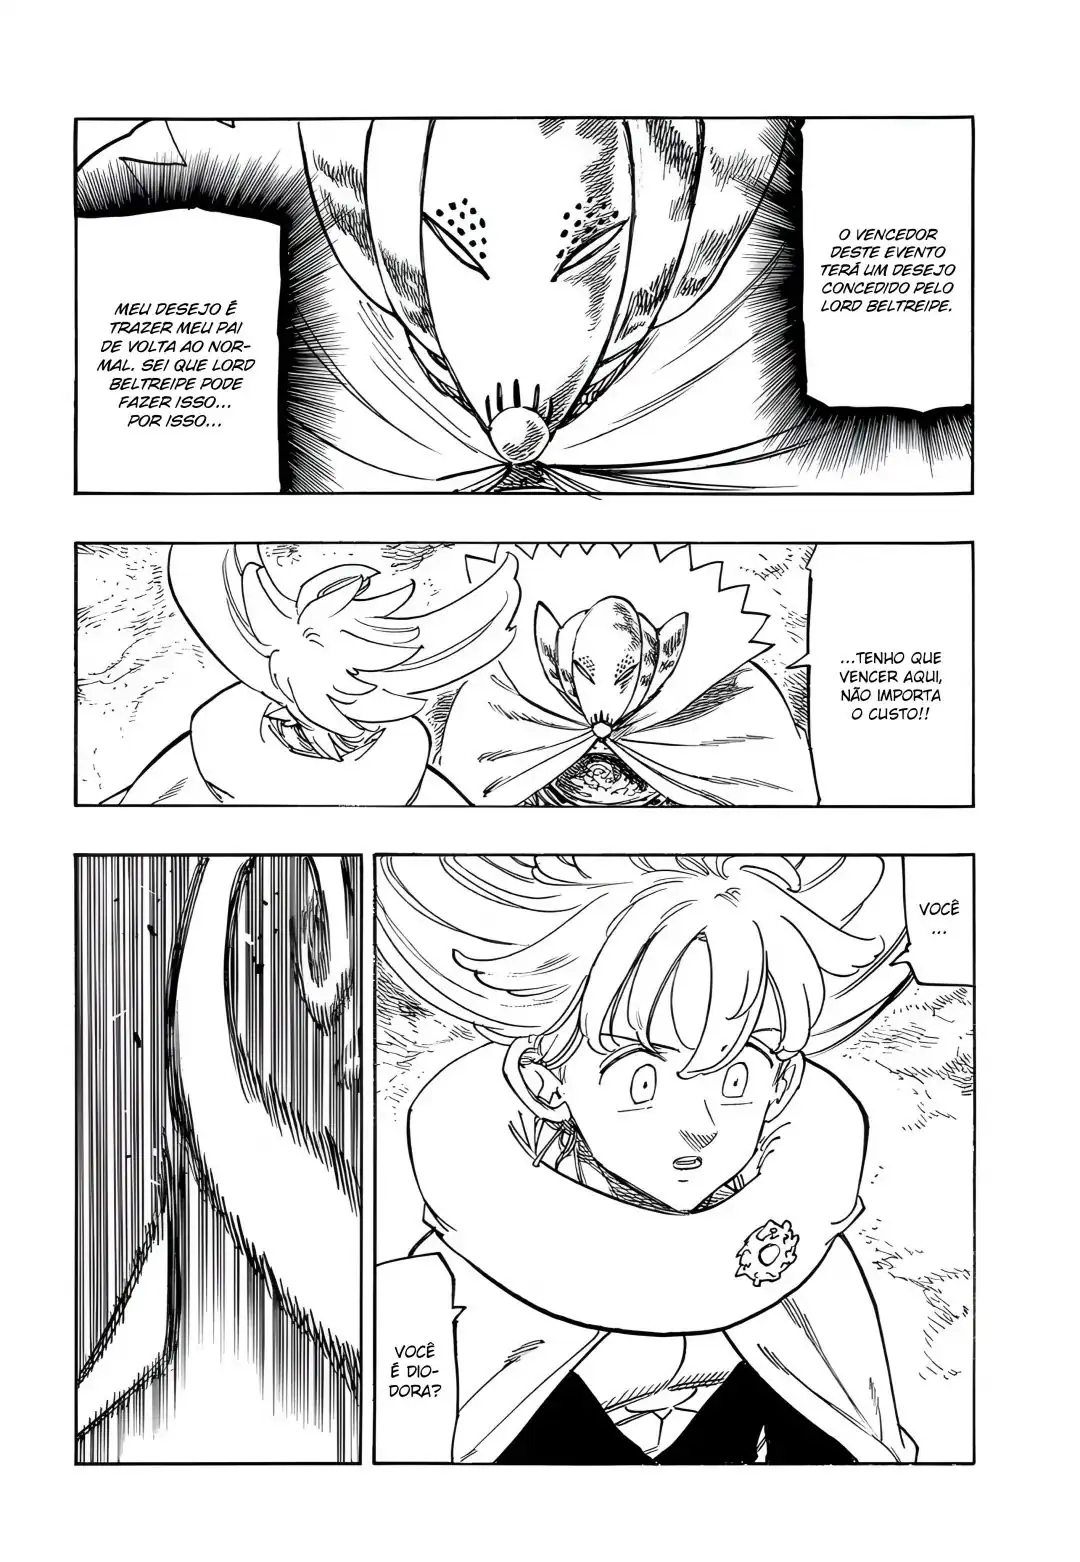 O VENCEDOR
DESTE EVENTO
TERÁ UM DESEJO
CONCEDIDO PELO
LORD BELTREIPE.
MEU DESEJO É
TRAZER MEU PAI
DE VOLTA AO NOR-
MAL. SEI QUE LORD
BELTREIPE PODE
FAZER ISSO...
POR ISSO...
...TENHO QUE
VENCER AQUI,
NÃO IMPORTA
O CUSTO!!
VOCÊ
...
VOCÊ
É DIO-
DORA?